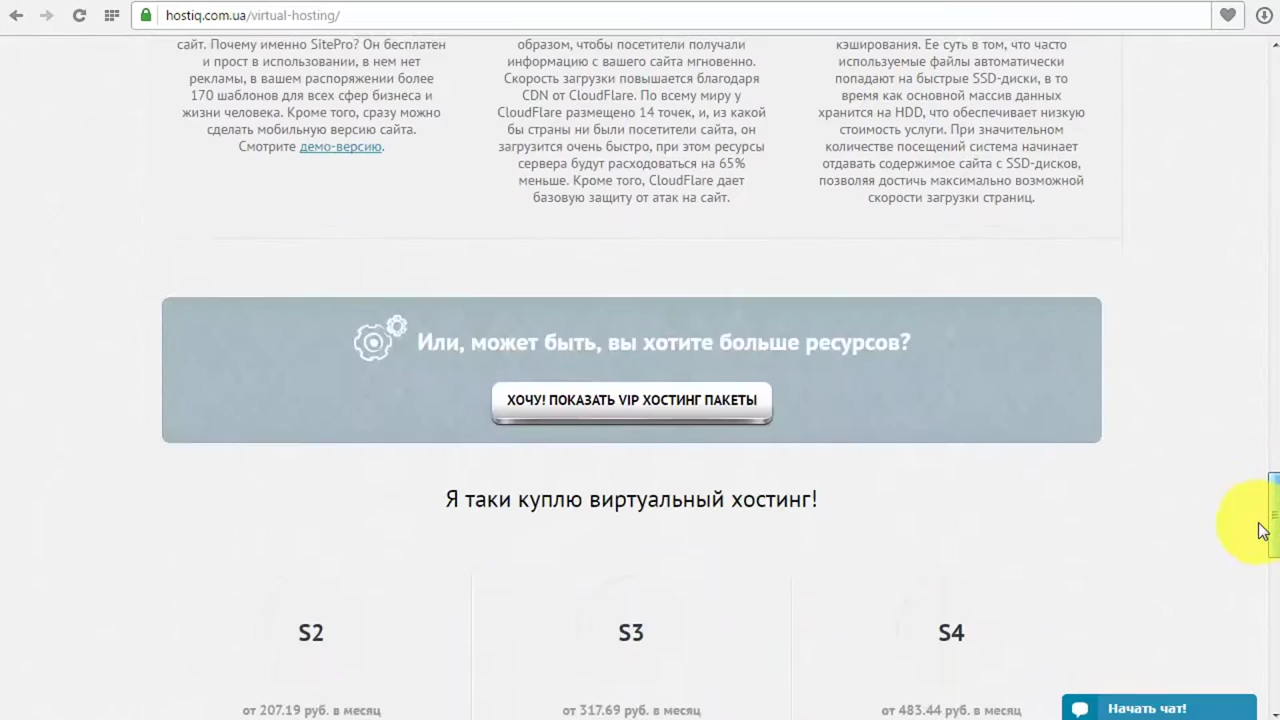 hostiq.com.ua/virtual-hosting/
сайт. Почему именно SitePro? Он бесплатен
и прост в использовании, в нем нет
рекламы, в вашем распоряжении более
170 шаблонов для всех сфер бизнеса и
жизни человека. Кроме того, сразу можно
сделать мобильную версию сайта.
Смотрите демо-версию.
образом, чтобы посетители получали
информацию с вашего сайта мгновенно.
Скорость загрузки повышается благодаря
CDN от CloudFlare. По всему миру у
CloudFlare размещено 14 точек, и, из какой
бы страны ни были посетители сайта, он
загрузится очень быстро, при этом ресурсы
сервера будут расходоваться на 65%
меньше. Кроме того, CloudFlare дает
базовую защиту от атак на сайт.
кэширования. Ее суть в том, что часто
используемые файлы автоматически
попадают на быстрые SSD-диски, в то
время как основной массив данных
хранится на HDD, что обеспечивает низкую
стоимость услуги. При значительном
количестве посещений система начинает
отдавать содержимое сайта с SSD-дисков,
позволяя достичь максимально возможной
скорости загрузки страниц.
Или, может быть, вы хотите больше ресурсов?
ХОЧУ! ПОКАЗАТЬ VIP ХОСТИНГ ПАКЕТЫ
Я таки куплю виртуальный хостинг!
S2
S3
S4
от 207.19 руб. в месяц
от 317.69 руб. в месяц
от 483.44 руб. в месяц
Начать чат!